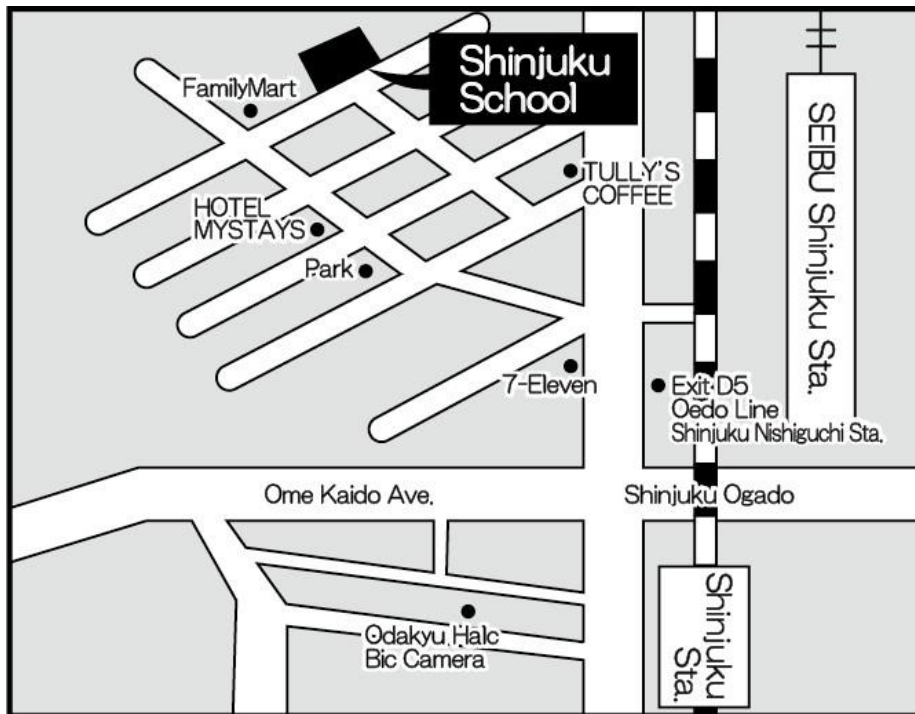 Shinjuku
School
FamilyMart
SEIBU Shinjuku Sta.
TULLY'S
COFFEE
HOTEL
MYSTAYS
Park
7-Eleven
Exit D5
Oedo Line
Shinjuku Nishiguchi Sta.
Ome Kaido Ave.
Shinjuku Ogado
Shinjuku
Sta.
Odakyu Halc
Bic Camera